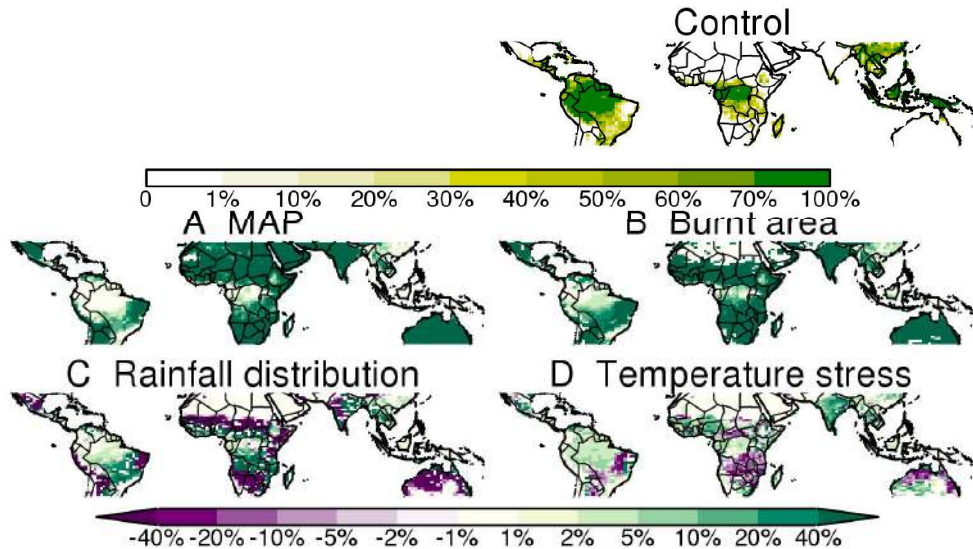 Control
0 1% 10% 20% 30% 40% 50% 60% 70% 100%
A MAP
B Burnt area
C Rainfall distribution
D Temperature stress
-40% -20% -10% -5% -2% -1% 1% 2% 5% 10% 20% 40%